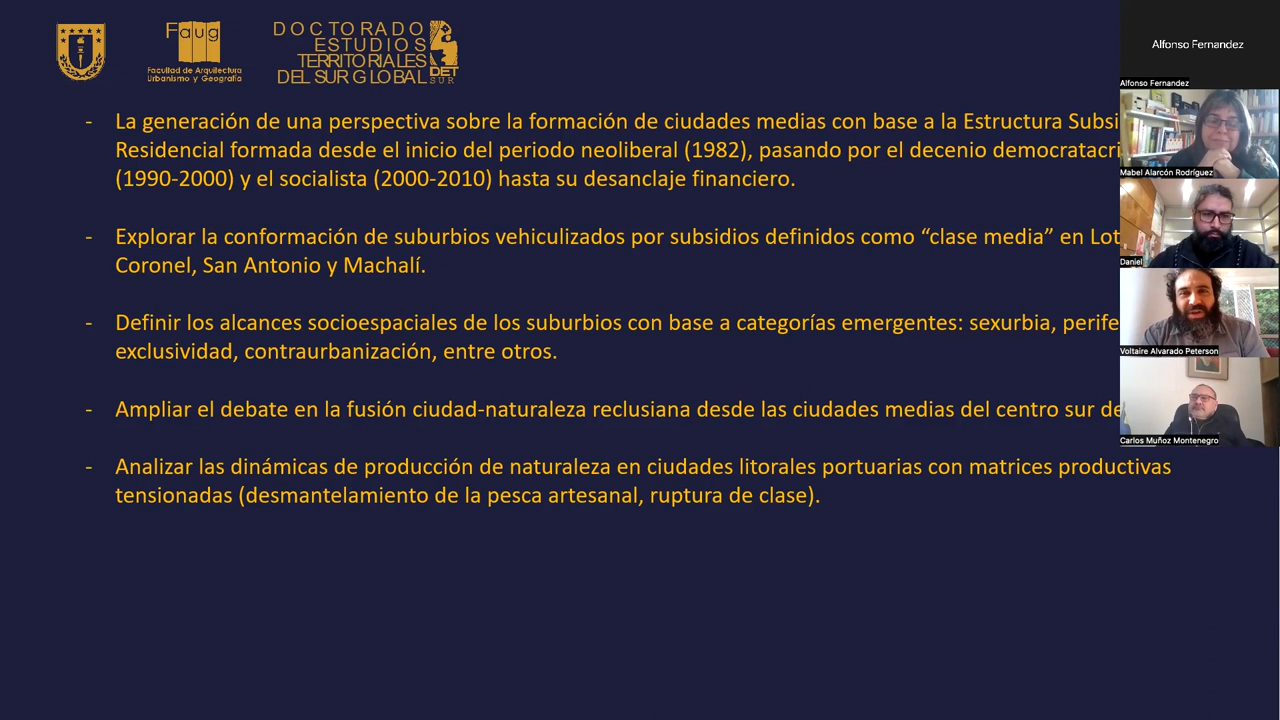 Faug
Facultad de Arquitectura
Urbanismo y Geografía
DOCTORADO
ESTUDIOS
TERRITORIALES
DEL SUR GLOBAL
DET
SUR
- La generación de una perspectiva sobre la formación de ciudades medias con base a la Estructura Subsi
Residencial formada desde el inicio del periodo neoliberal (1982), pasando por el decenio democratacri
(1990-2000) y el socialista (2000-2010) hasta su desanclaje financiero.
- Explorar la conformación de suburbios vehiculizados por subsidios definidos como “clase media” en Lot
Coronel, San Antonio y Machalí.
- Definir los alcances socioespaciales de los suburbios con base a categorías emergentes: sexurbia, perife
exclusividad, contraurbanización, entre otros.
- Ampliar el debate en la fusión ciudad-naturaleza reclusiana desde las ciudades medias del centro sur de
- Analizar las dinámicas de producción de naturaleza en ciudades litorales portuarias con matrices productivas
tensionadas (desmantelamiento de la pesca artesanal, ruptura de clase).
Alfonso Fernandez
Alfonso Fernandez
Mabel Alarcón Rodríguez
Daniel
Voltaire Alvarado Peterson
Carlos Muñoz Montenegro